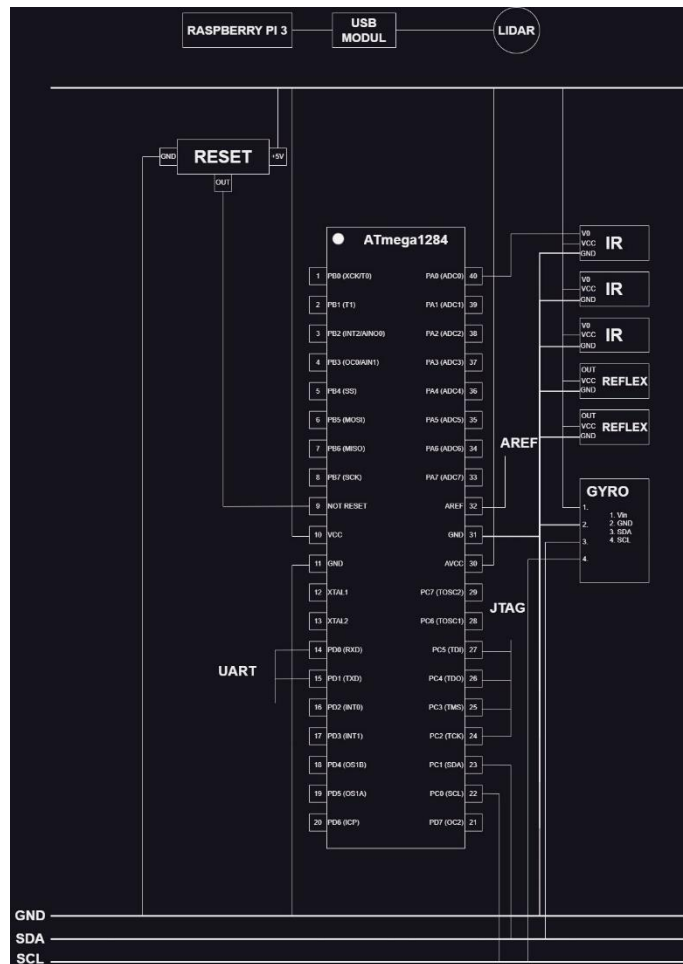 RASPBERRY PI 3
USB
MODUL
LIDAR
GND
RESET
+5V
OUT
ATmega1284
1 PB0 (XCK/T0)
2 PB1 (T1)
3 PB2 (INT2/AINO0)
4 PB3 (OC0/AIN1)
5 PB4 (SS)
6 PB5 (MOSI)
7 PB6 (MISO)
8 PB7 (SCK)
9 NOT RESET
10 VCC
11 GND
12 XTAL1
13 XTAL2
14 PD0 (RXD)
15 PD1 (TXD)
16 PD2 (INT0)
17 PD3 (INT1)
18 PD4 (OS1B)
19 PD5 (OS1A)
20 PD6 (ICP)
PA0 (ADC0) 40
PA1 (ADC1) 39
PA2 (ADC2) 38
PA3 (ADC3) 37
PA4 (ADC4) 36
PA5 (ADC5) 35
PA6 (ADC6) 34
PA7 (ADC7) 33
AREF 32
GND 31
AVCC 30
PC7 (TOSC2) 29
PC6 (TOSC1) 28
PC5 (TDI) 27
PC4 (TDO) 26
PC3 (TMS) 25
PC2 (TCK) 24
PC1 (SDA) 23
PC0 (SCL) 22
PD7 (OC2) 21
UART
AREF
JTAG
V0
VCC
GND
IR
V0
VCC
GND
IR
V0
VCC
GND
IR
OUT
VCC
GND
REFLEX
OUT
VCC
GND
REFLEX
GYRO
1.
2.
3.
4.
1. Vin
2. GND
3. SDA
4. SCL
GND
SDA
SCL